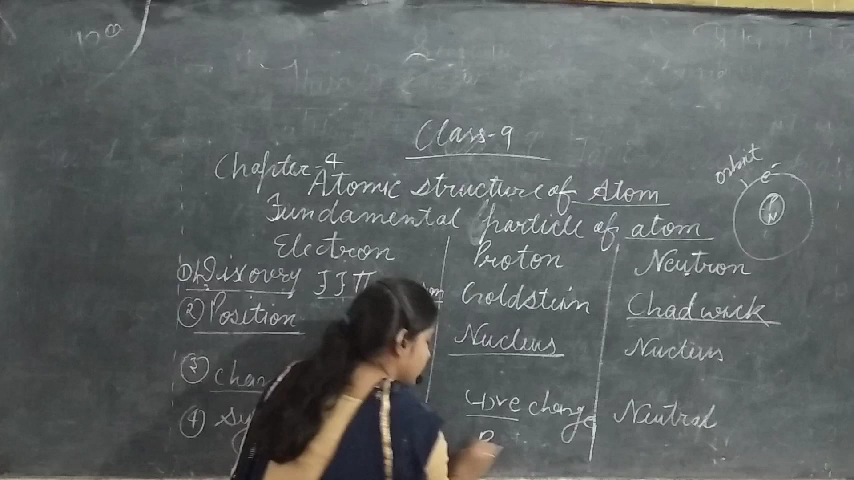 Class-9
Chapter-4
Atomic structure of Atom
Fundamental particle of atom
orbit e-
P
N
Electron Proton Neutron
① Discovery JJ Goldstein Chadwick
② Position Nucleus Nucleus
③ +ve charge Neutral
④ P